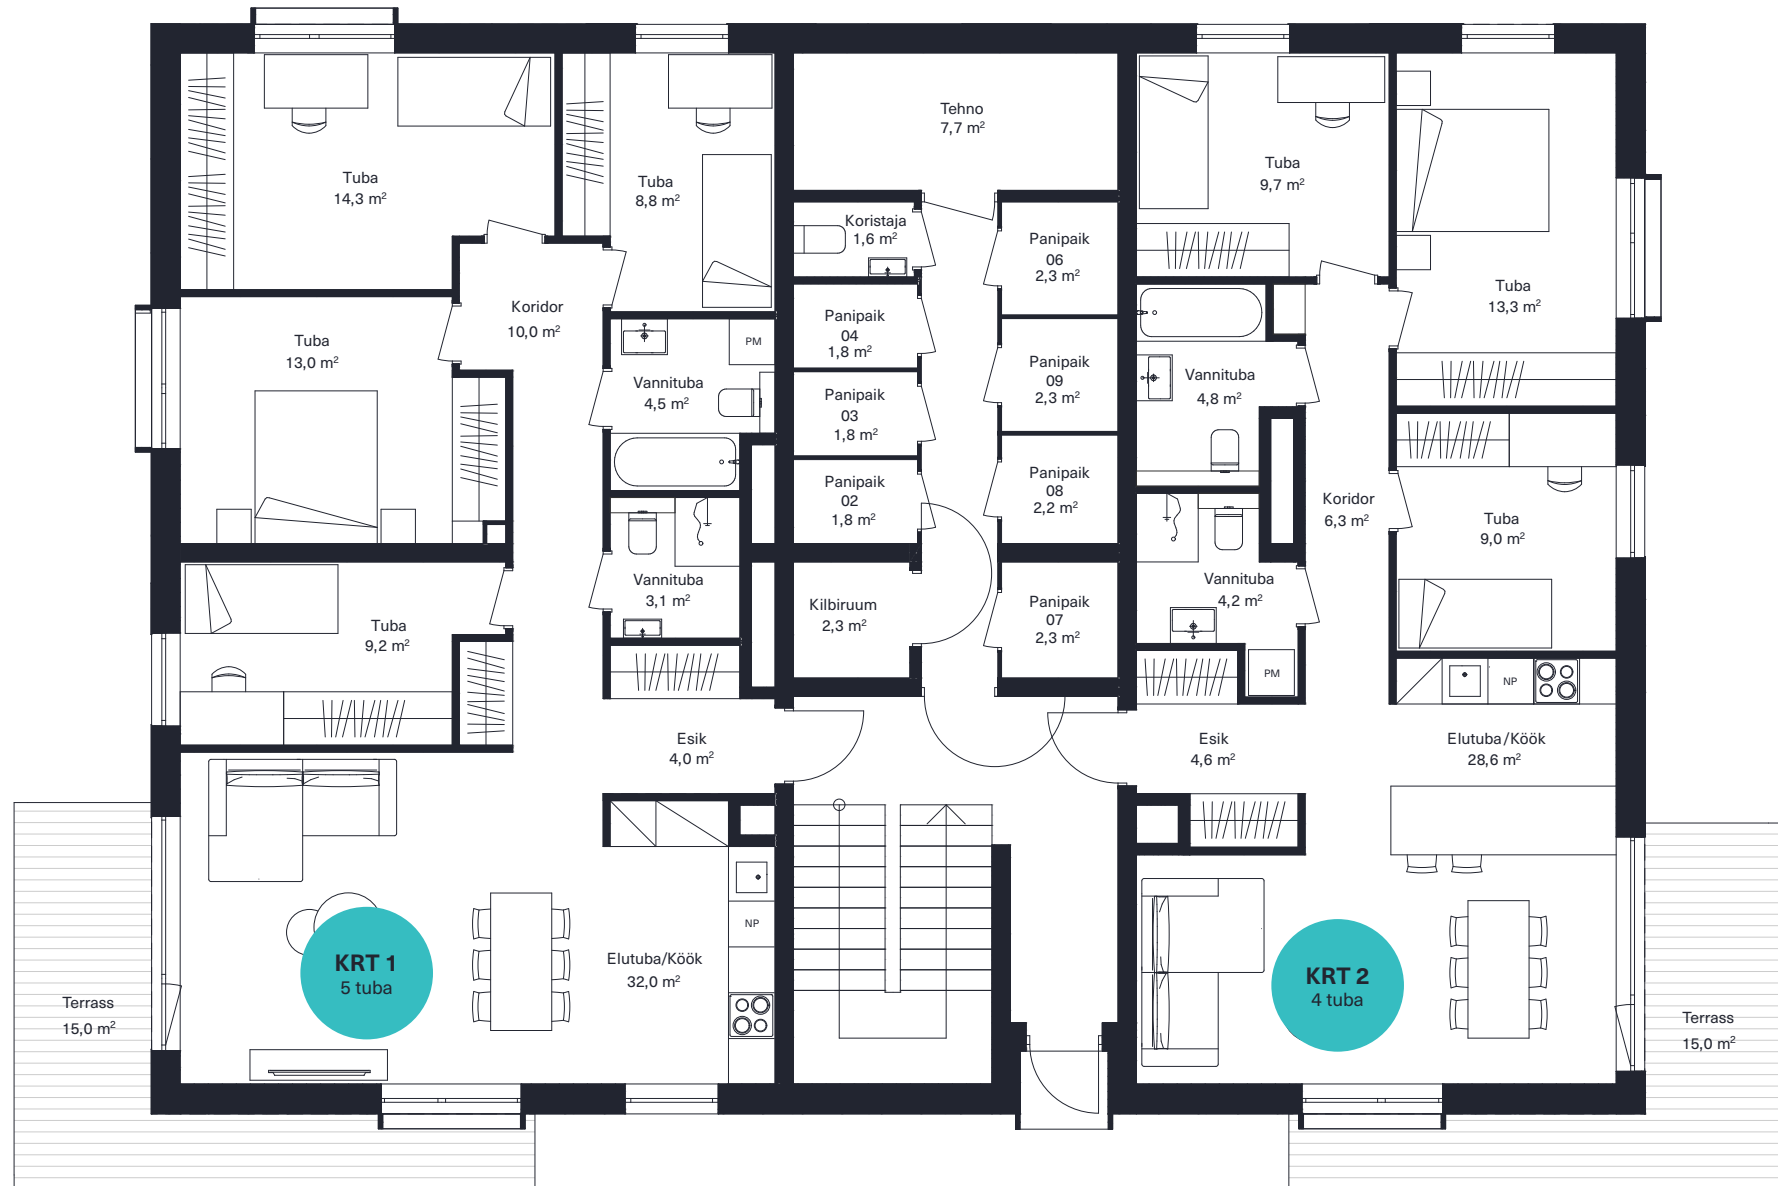 Tuba
14,3 m²
Tuba
8,8 m²
Tehno
7,7 m²
Tuba
9,7 m²
Tuba
13,3 m²
Koristaja
1,6 m²
Panipaik
06
2,3 m²
Koridor
10,0 m²
Tuba
13,0 m²
PM
Vannituba
4,5 m²
Panipaik
04
1,8 m²
Panipaik
09
2,3 m²
Vannituba
4,8 m²
Panipaik
03
1,8 m²
Panipaik
02
1,8 m²
Panipaik
08
2,2 m²
Koridor
6,3 m²
Tuba
9,0 m²
Vannituba
3,1 m²
Kilbiruum
2,3 m²
Panipaik
07
2,3 m²
Vannituba
4,2 m²
Tuba
9,2 m²
PM
NP
Esik
4,0 m²
Esik
4,6 m²
Elutuba/Köök
28,6 m²
NP
KRT 1
5 tuba
Elutuba/Köök
32,0 m²
KRT 2
4 tuba
Terrass
15,0 m²
Terrass
15,0 m²